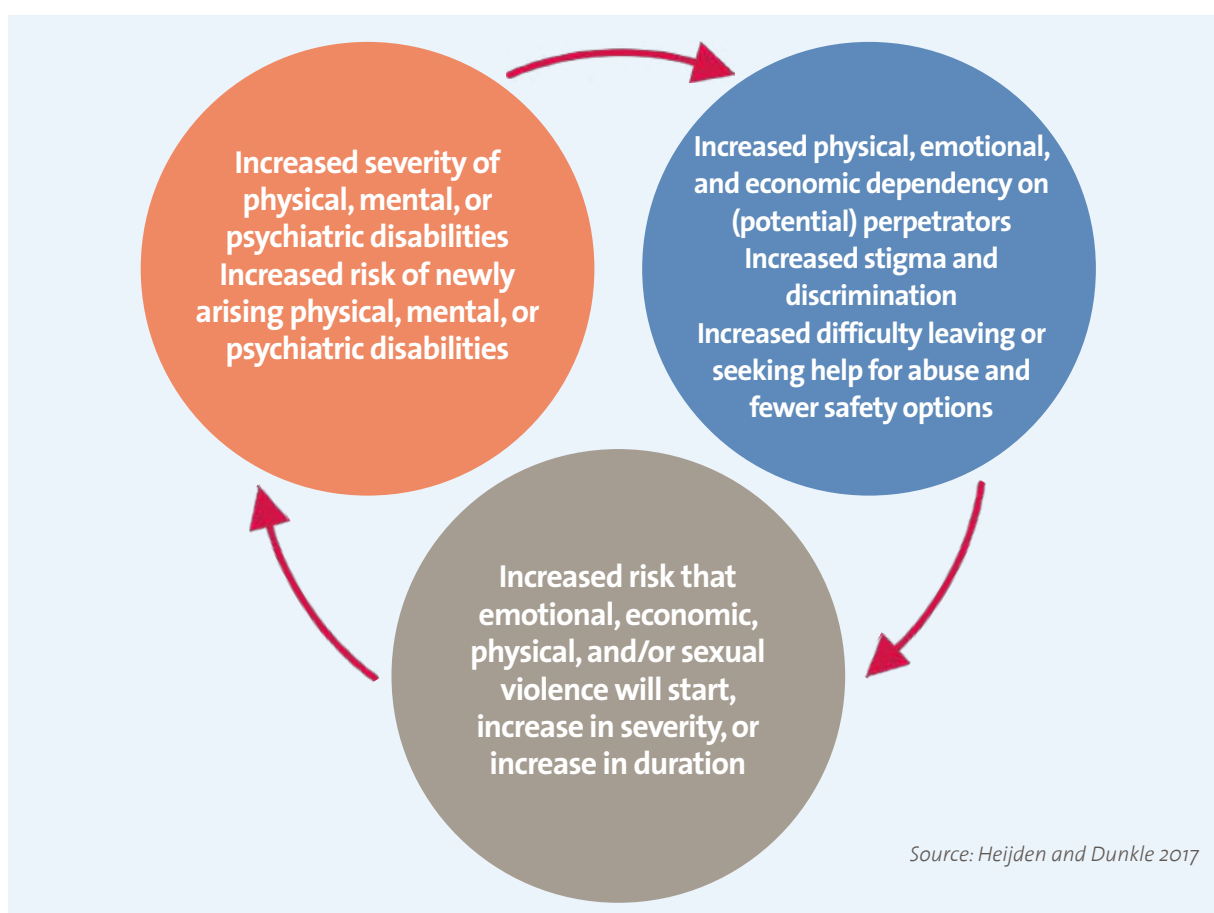 Increased severity of
physical, mental, or
psychiatric disabilities
Increased risk of newly
arising physical, mental, or
psychiatric disabilities
Increased physical, emotional,
and economic dependency on
(potential) perpetrators
Increased stigma and
discrimination
Increased difficulty leaving or
seeking help for abuse and
fewer safety options
Increased risk that
emotional, economic,
physical, and/or sexual
violence will start,
increase in severity, or
increase in duration
Source: Heijden and Dunkle 2017